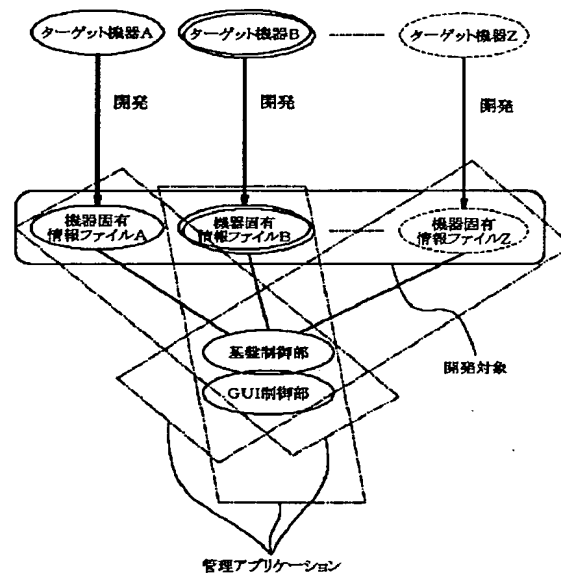 ターゲット機器A
ターゲット機器B
ターゲット機器Z
開発
開発
開発
機器固有
情報ファイルA
機器固有
情報ファイルB
機器固有
情報ファイルZ
基盤制御部
GUI制御部
開発対象
管理アプリケーション